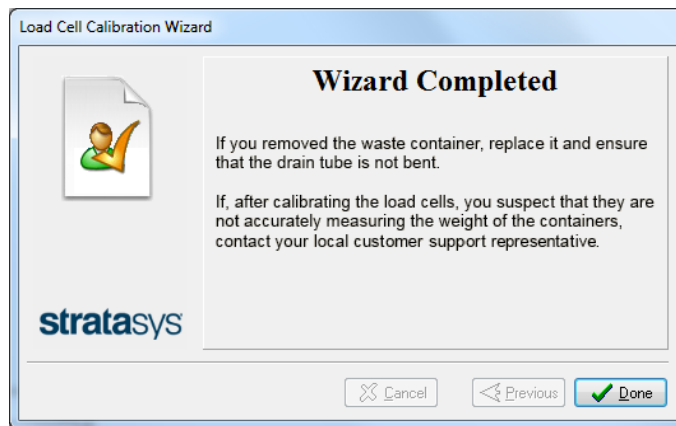 Load Cell Calibration Wizard
Wizard Completed
If you removed the waste container, replace it and ensure
that the drain tube is not bent.
If, after calibrating the load cells, you suspect that they are
not accurately measuring the weight of the containers,
contact your local customer support representative.
stratasys
Cancel
Previous
Done